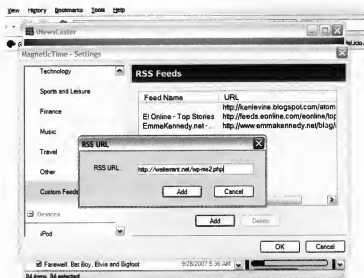 View History Bookmarks Tools Help
iNewsCaster
MagneticTime - Settings
Technology
Sports and Leisure
Finance
Music
Travel
Other
Custom Feeds
Devices
iPod
RSS Feeds
Feed Name URL
http://kenlevine.blogspot.com/atom
E! Online - Top Stories http://feeds.eonline.com/eonline/top
EmmeKennedy.net - http://www.emmakennedy.net/blog/
RSS URL
RSS URL: http://waiterrant.net/wp-rss2.php
Add Cancel
Add Delete
OK Cancel
Farewell. Bat Boy, Elvis and Bigfoot 9/28/2007 5:36 AM
84 items, 84 selected